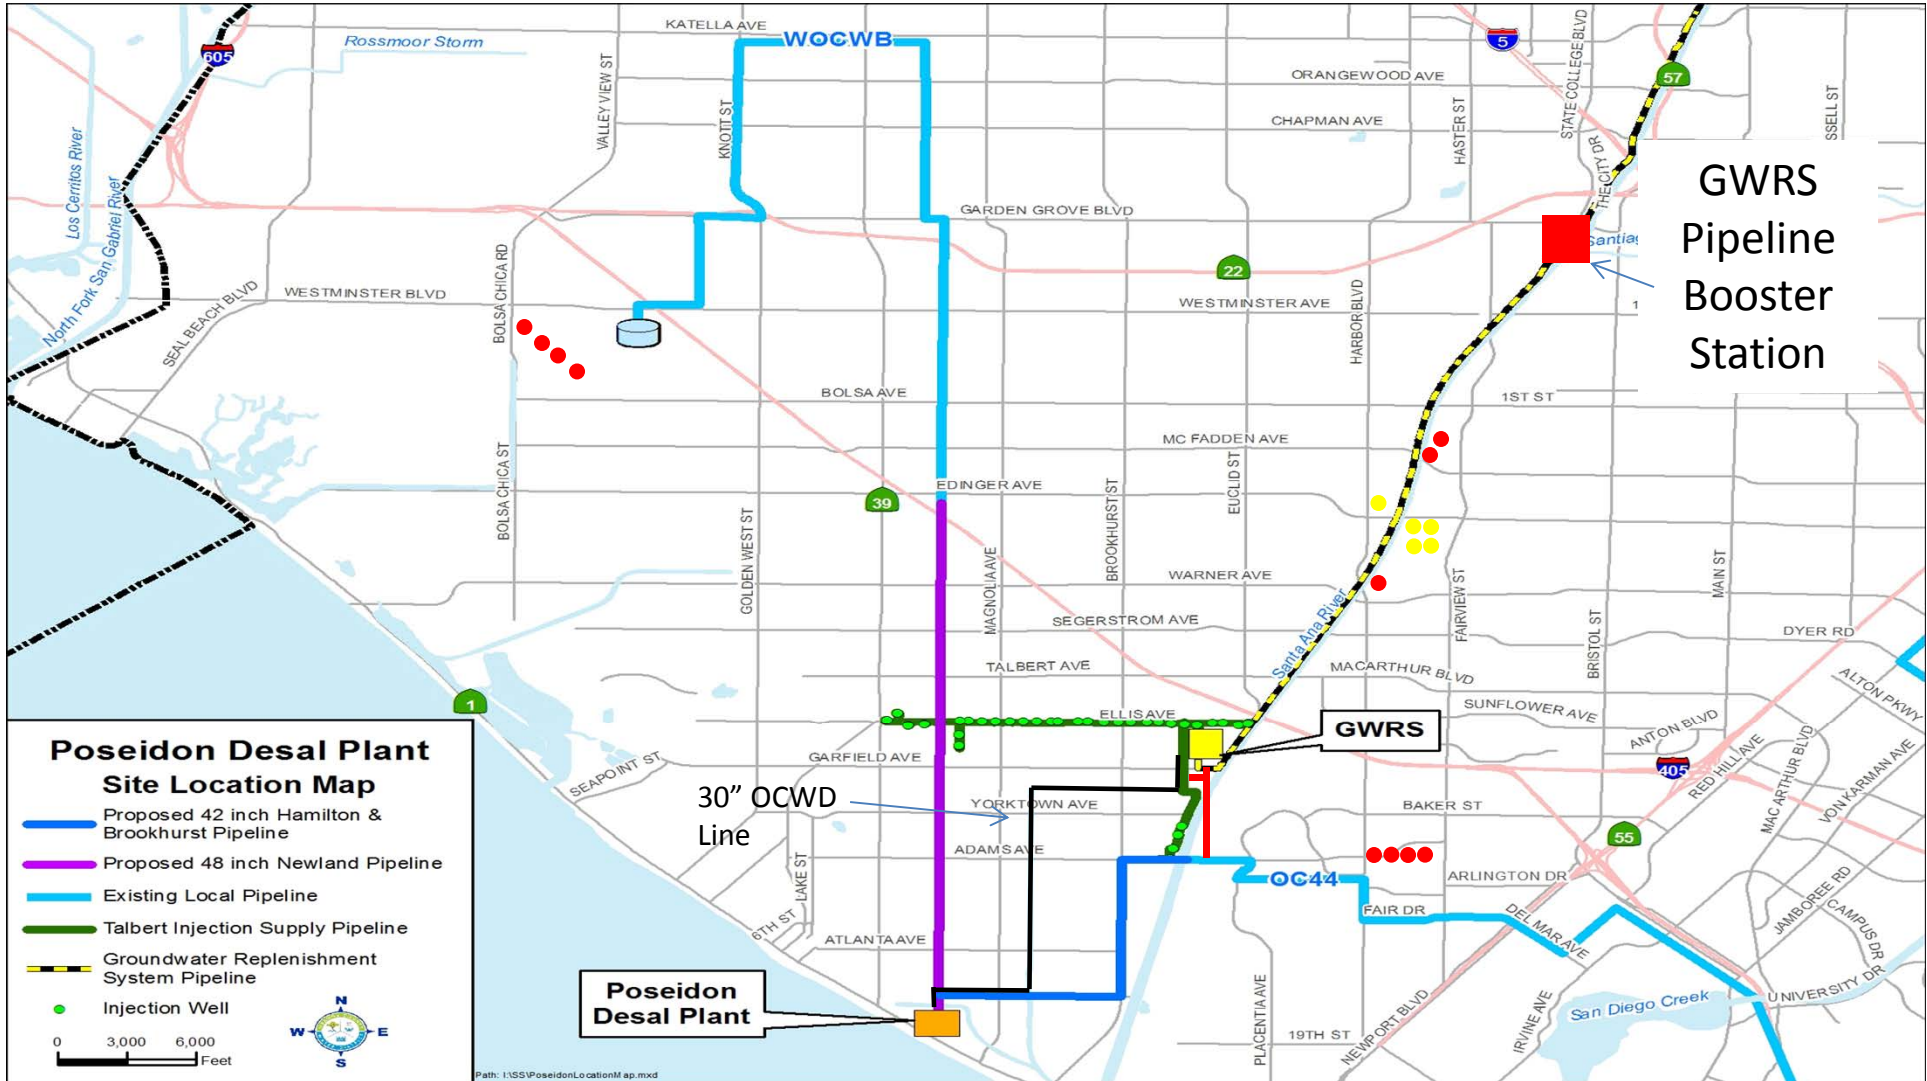 KATELLA AVE
WOCWB
Rossmoor Storm
605
5
ORANGEWOOD AVE
57
STATE COLLEGE BLVD
VALLEY VIEW ST
KNOTT ST
CHAPMAN AVE
HASTER ST
SSELL ST
THE CITY DR
Los Cerritos River
North Fork San Gabriel River
GARDEN GROVE BLVD
GWRS
Pipeline
Booster
Station
Santiag
22
BOLSA CHICA RD
SEAL BEACH BLVD
WESTMINSTER BLVD
WESTMINSTER AVE
HARBOR BLVD
1
BOLSA AVE
1ST ST
MC FADDEN AVE
EUCLID ST
BOLSA CHICA ST
39
EDINGER AVE
BROOKHURST ST
GOLDEN WEST ST
MAGNOLIA AVE
WARNER AVE
FAIRVIEW ST
MAIN ST
BRISTOL ST
SEGERSTROM AVE
Santa Ana River
DYER RD
TALBERT AVE
MACARTHUR BLVD
ALTON PKWY
1
ELLIS AVE
SUNFLOWER AVE
ANTON BLVD
GWRS
GARFIELD AVE
SEAPOINT ST
405
RED HILL AVE
MAC ARTHUR BLVD
VON KARMAN AVE
30” OCWD
Line
YORKTOWN AVE
BAKER ST
55
ADAMS AVE
LAKE ST
OC44
ARLINGTON DR
JAMBOREE RD
CAMPUS DR
FAIR DR
DEL MAR AVE
6TH ST
ATLANTA AVE
PLACENTIA AVE
NEWPORT BLVD
IRVINE AVE
San Diego Creek
UNIVERSITY DR
19TH ST
Poseidon
Desal Plant
Poseidon Desal Plant
Site Location Map
Proposed 42 inch Hamilton &
Brookhurst Pipeline
Proposed 48 inch Newland Pipeline
Existing Local Pipeline
Talbert Injection Supply Pipeline
Groundwater Replenishment
System Pipeline
Injection Well
N
W E
S
0 3,000 6,000
Feet
Path: I:\SS\PoseidonLocationMap.mxd